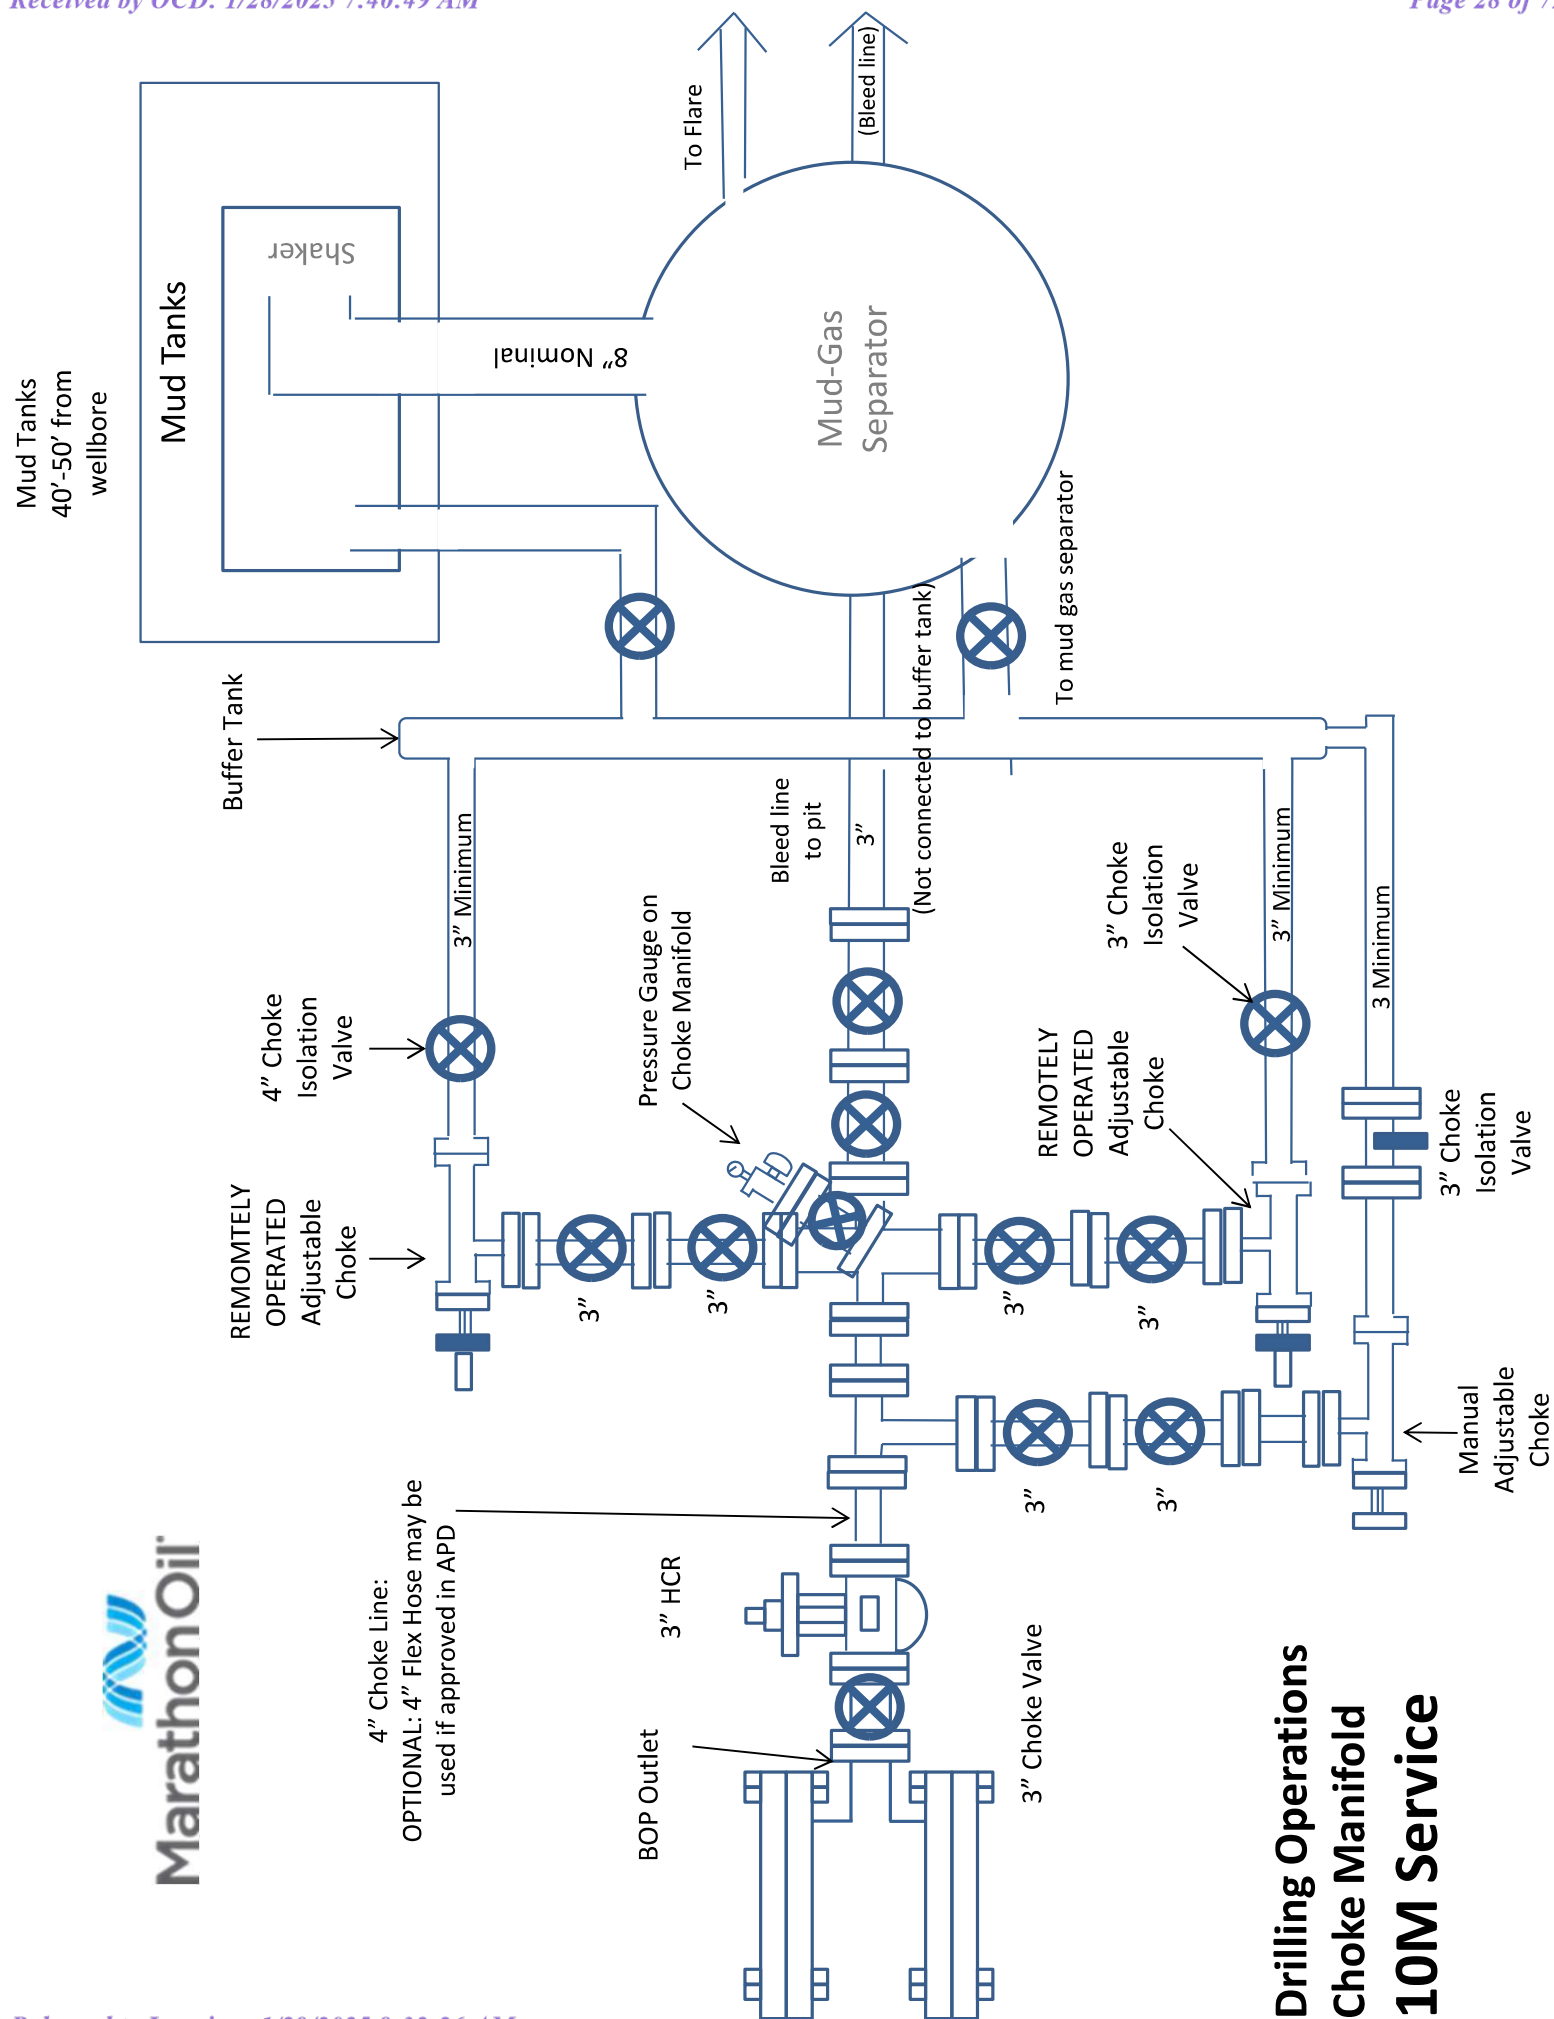 Received by OCD: 1/28/2025 7:40:49 AM
Page 28 of
MarathonOil
Mud Tanks
40’-50’ from
wellbore
Mud Tanks
Shaker
8” Nominal
To Flare
(Bleed line)
Mud-Gas
Separator
To mud gas separator
(Not connected to buffer tank)
Buffer Tank
Bleed line
to pit
3”
3” Minimum
3” Minimum
3 Minimum
4” Choke
Isolation
Valve
Pressure Gauge on
Choke Manifold
3” Choke
Isolation
Valve
REMOMTELY
OPERATED
Adjustable
Choke
REMOTELY
OPERATED
Adjustable
Choke
3” Choke
Isolation
Valve
3”
3”
3”
3”
3”
3”
Manual
Adjustable
Choke
4” Choke Line:
OPTIONAL: 4” Flex Hose may be
used if approved in APD
3” HCR
BOP Outlet
3” Choke Valve
Drilling Operations
Choke Manifold
10M Service